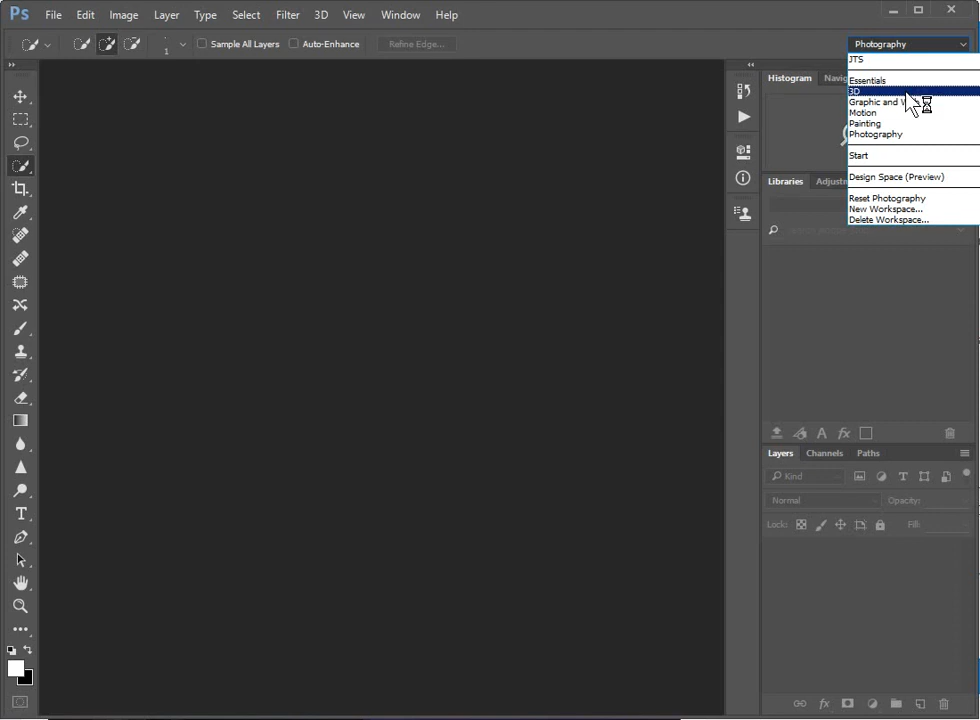 Ps File Edit Image Layer Type Select Filter 3D View Window Help
1 Sample All Layers Auto-Enhance Refine Edge... Photography
JTS
Essentials
3D
Graphic and
Motion
Painting
Photography
Start
Design Space (Preview)
Reset Photography
New Workspace...
Delete Workspace...
Histogram
Libraries
Layers Channels Paths
Kind
Normal Opacity:
Lock: Fill: